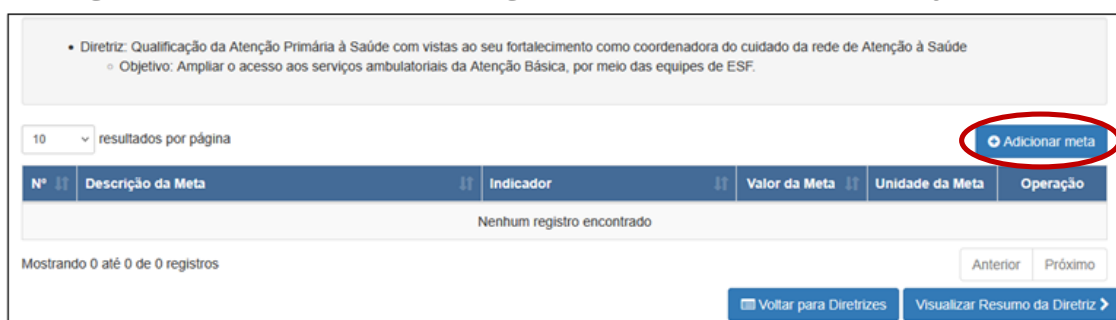 • Diretriz: Qualificação da Atenção Primária à Saúde com vistas ao seu fortalecimento como coordenadora do cuidado da rede de Atenção à Saúde
◦ Objetivo: Ampliar o acesso aos serviços ambulatoriais da Atenção Básica, por meio das equipes de ESF.
10 resultados por página
Adicionar meta
Nº Descrição da Meta Indicador Valor da Meta Unidade da Meta Operação
Nenhum registro encontrado
Mostrando 0 até 0 de 0 registros
Anterior Próximo
Voltar para Diretrizes Visualizar Resumo da Diretriz